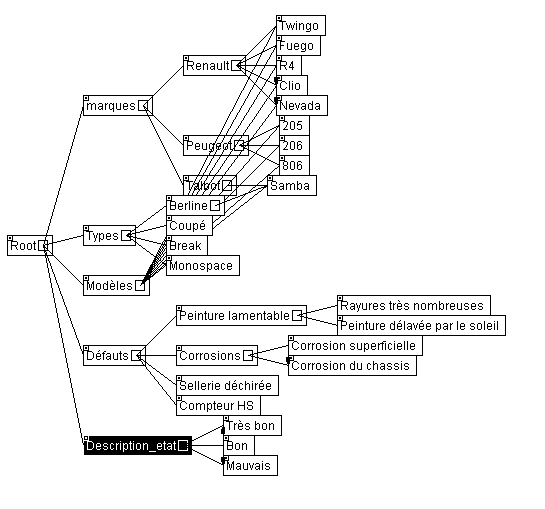 Twingo
Fuego
Renault
R4
Clio
marques
Nevada
205
Peugeot
206
806
Talbot
Samba
Berline
Coupé
Types
Root
Break
Monospace
Modèles
Rayures très nombreuses
Peinture lamentable
Peinture délavée par le soleil
Corrosion superficielle
Défauts
Corrosions
Corrosion du chassis
Sellerie déchirée
Compteur HS
Très bon
Description_etat
Bon
Mauvais